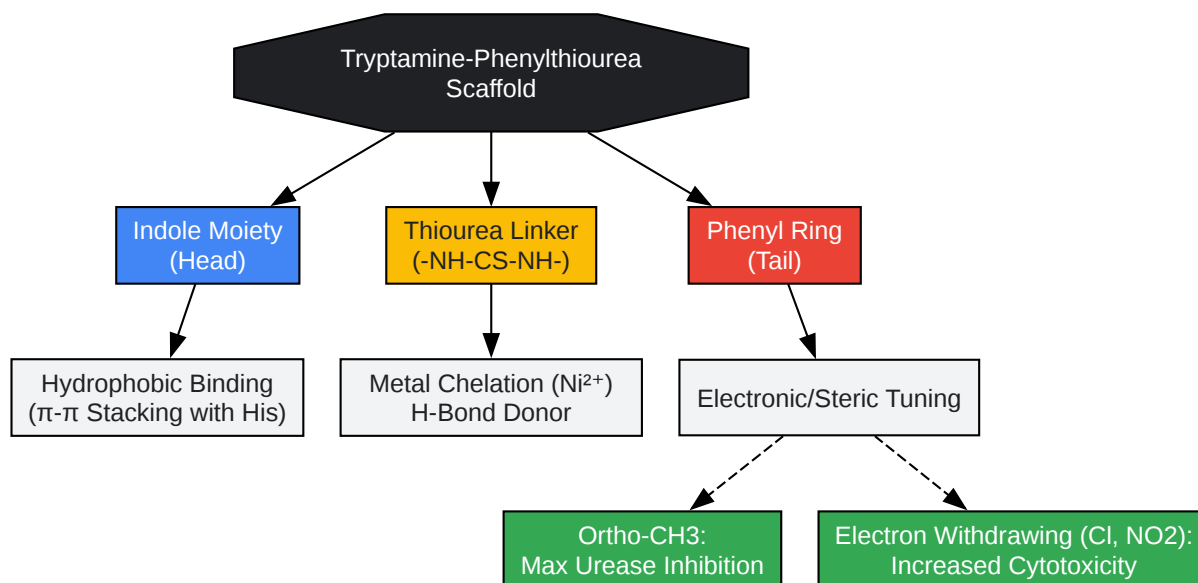 Tryptamine-Phenylthiourea
Scaffold
Indole Moiety
(Head)
Thiourea Linker
(-NH-CS-NH-)
Phenyl Ring
(Tail)
Hydrophobic Binding
(π-π Stacking with His)
Metal Chelation (Ni²⁺)
H-Bond Donor
Electronic/Steric Tuning
Ortho-CH3:
Max Urease Inhibition
Electron Withdrawing (Cl, NO2):
Increased Cytotoxicity